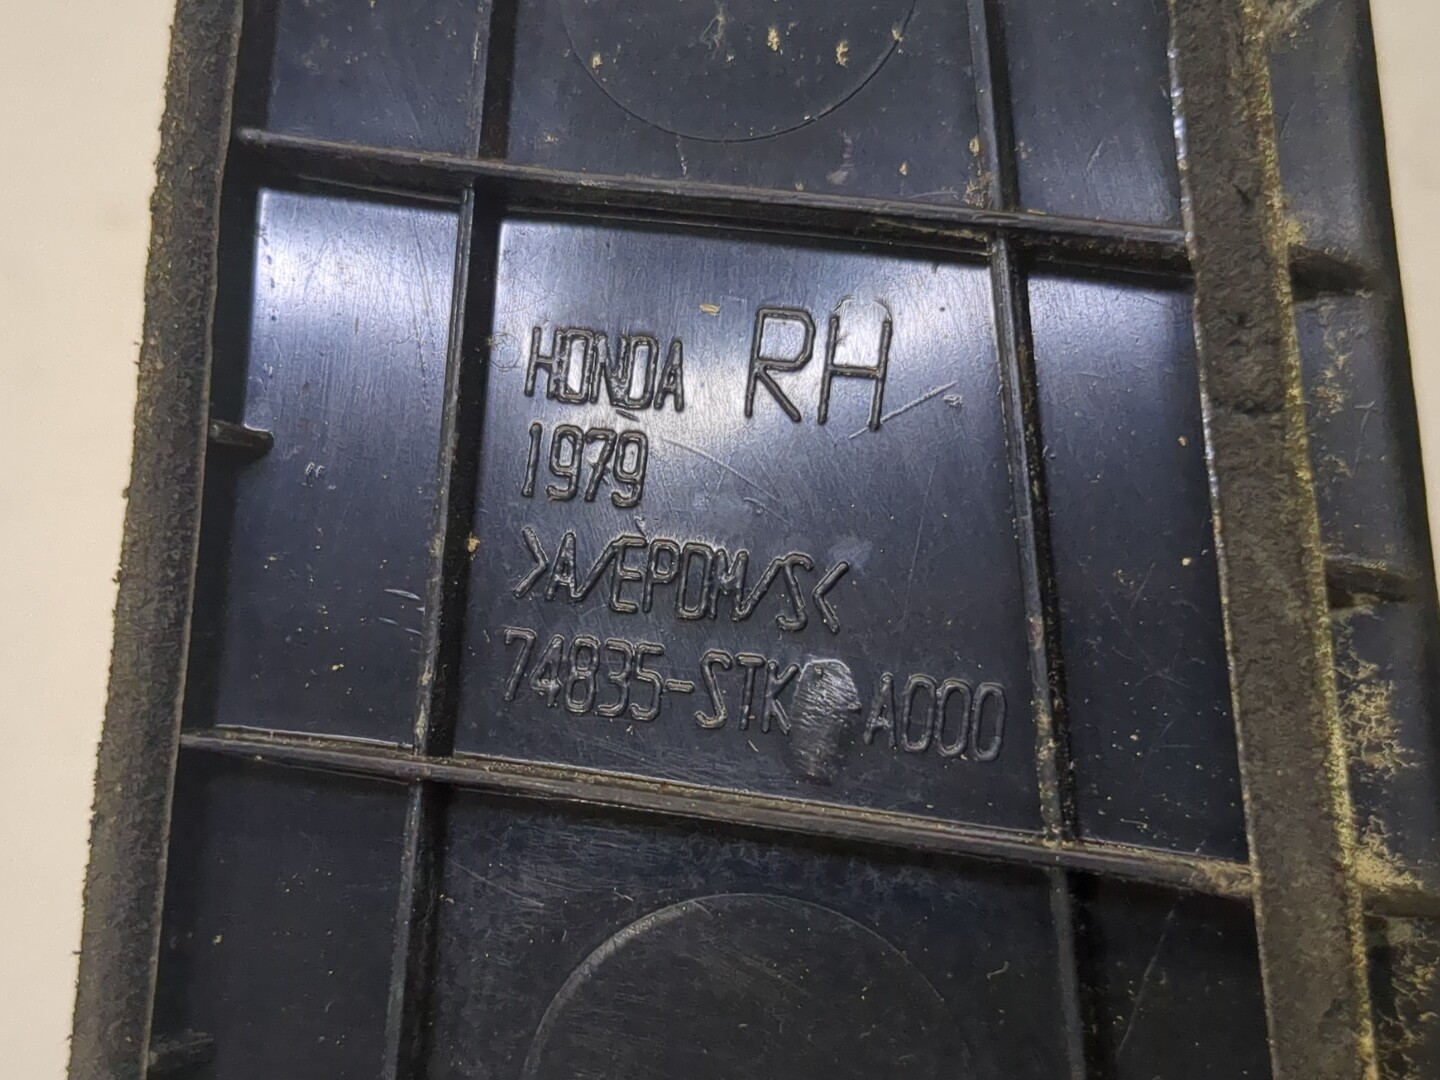 HONDA RH
1979
>A/EPDM/S<
74835-STK -A000